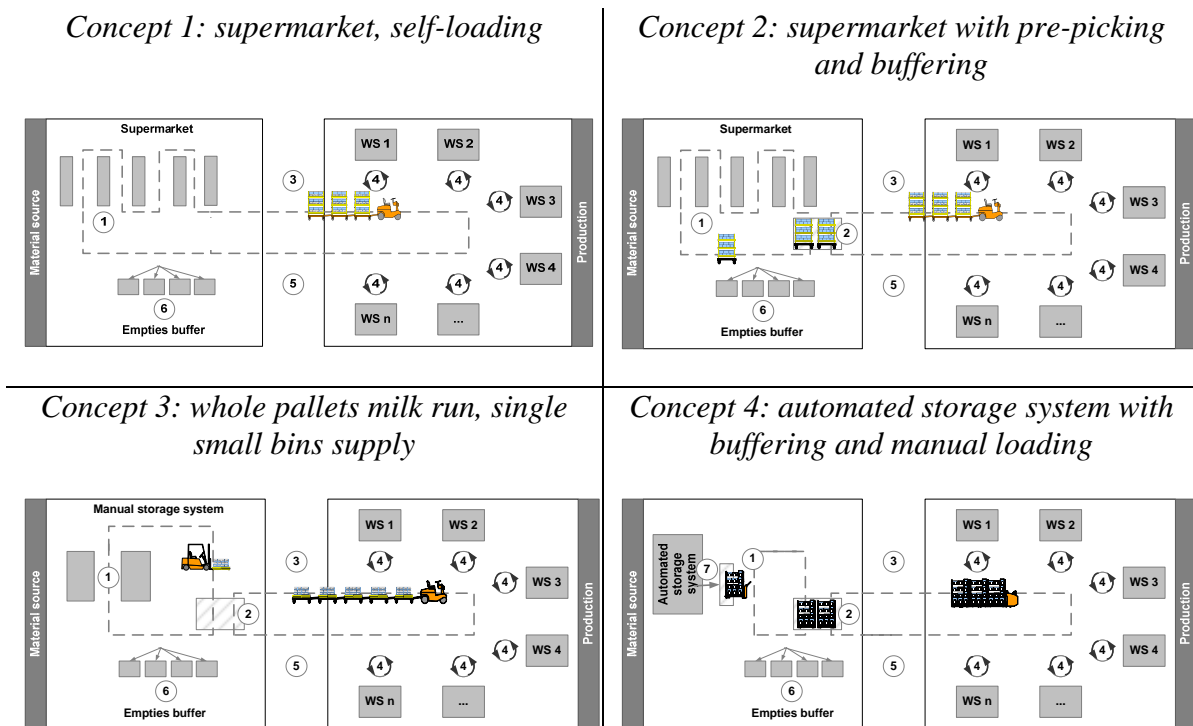 Concept 1: supermarket, self-loading
Supermarket
Material source
1
3
WS 1
WS 2
4
4
4
WS 3
4
WS 4
5
4
4
6
Empties buffer
WS n
...
Production
Concept 2: supermarket with pre-picking
and buffering
Supermarket
Material source
1
2
3
WS 1
WS 2
4
4
4
WS 3
4
WS 4
5
4
4
6
Empties buffer
WS n
...
Production
Concept 3: whole pallets milk run, single
small bins supply
Manual storage system
Material source
1
2
3
WS 1
WS 2
4
4
4
WS 3
4
WS 4
5
4
4
6
Empties buffer
WS n
...
Production
Concept 4: automated storage system with
buffering and manual loading
Material source
Automated
storage
system
7
1
2
3
WS 1
WS 2
4
4
4
WS 3
4
WS 4
5
4
4
6
Empties buffer
WS n
...
Production